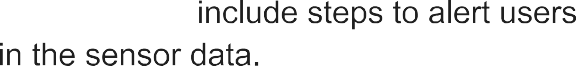 include steps to alert users
in the sensor data.